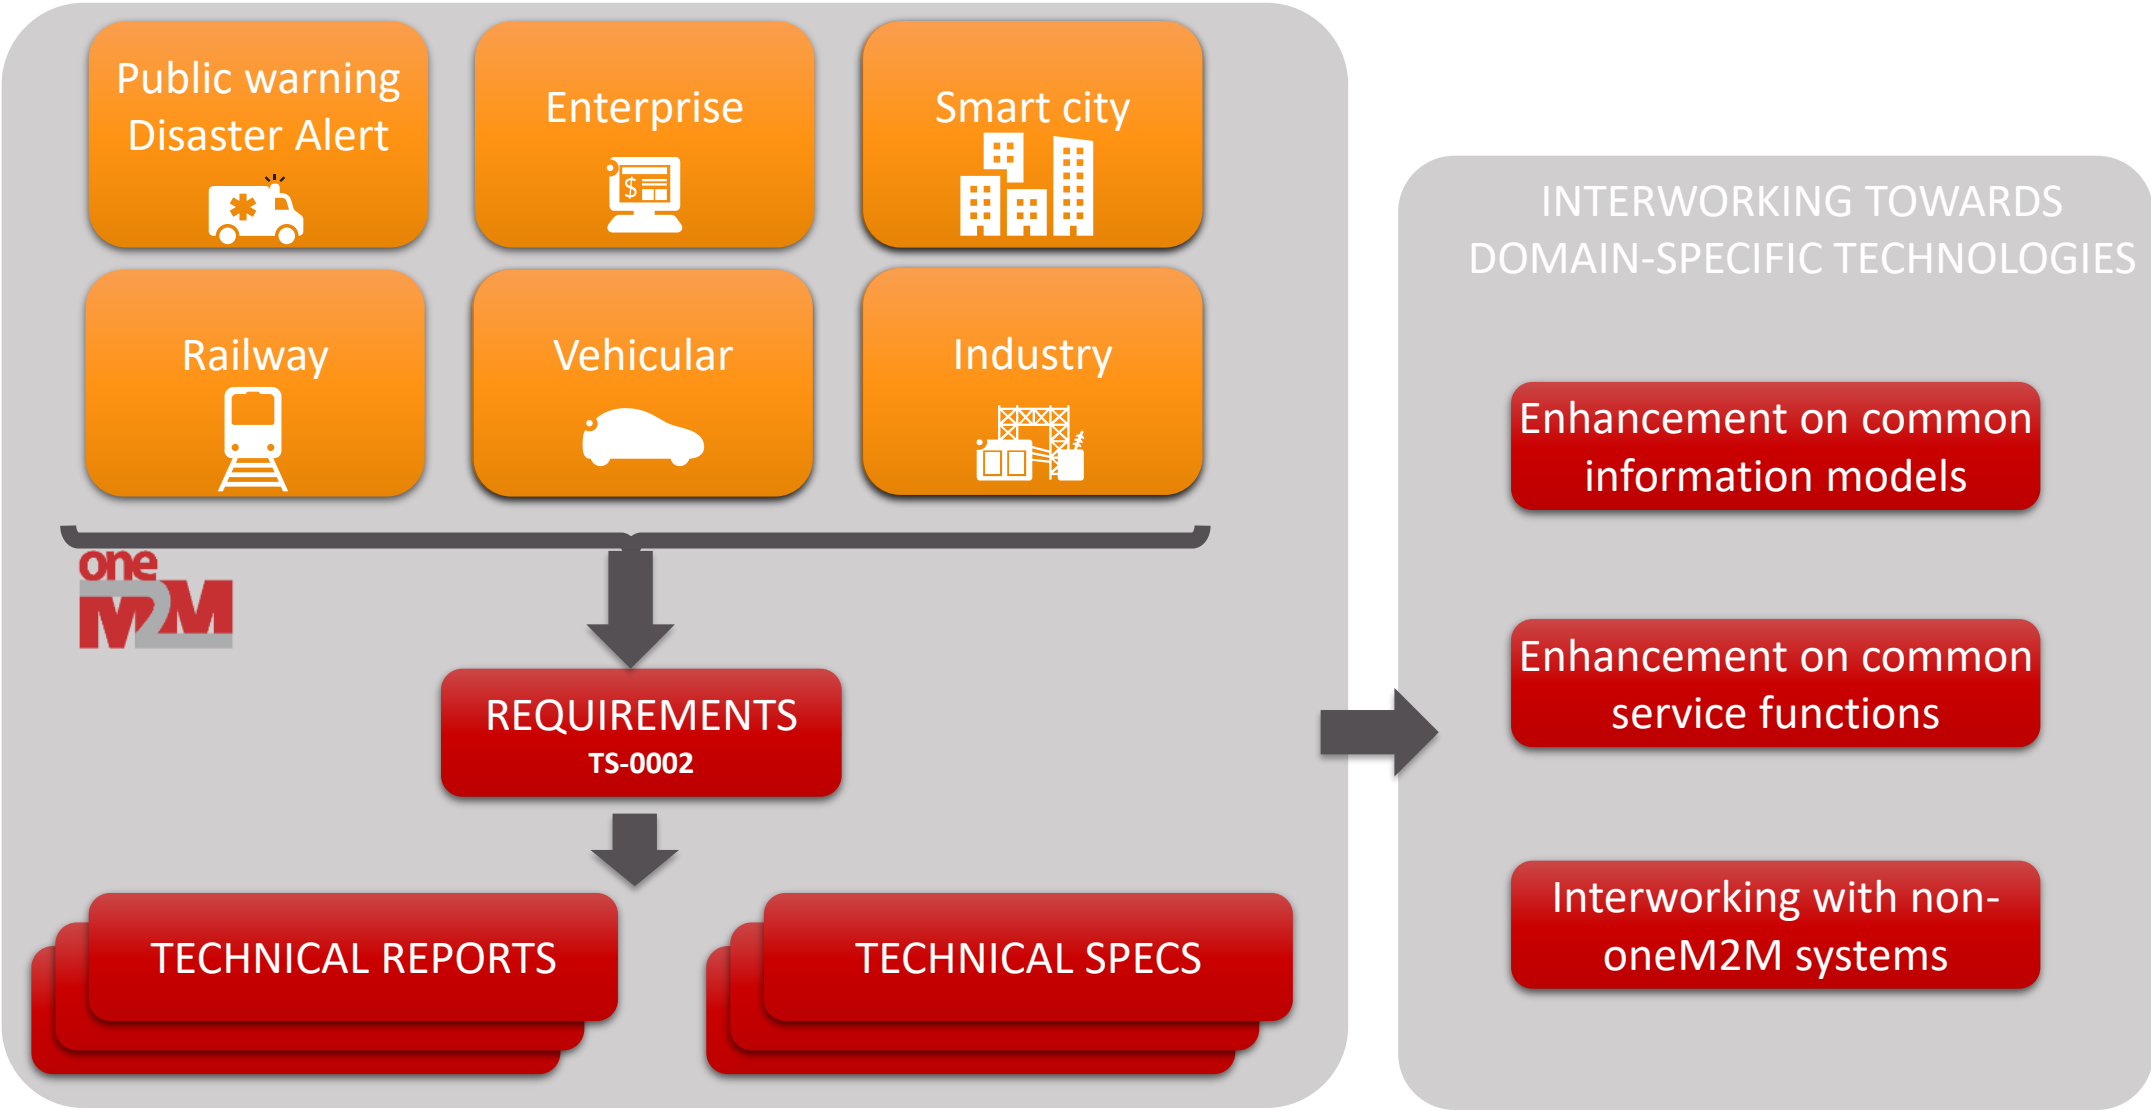 Public warning
Disaster Alert
Enterprise
$
Smart city
Railway
Vehicular
Industry
one
M2M
REQUIREMENTS
TS-0002
TECHNICAL REPORTS
TECHNICAL SPECS
INTERWORKING TOWARDS
DOMAIN-SPECIFIC TECHNOLOGIES
Enhancement on common
information models
Enhancement on common
service functions
Interworking with non-
oneM2M systems